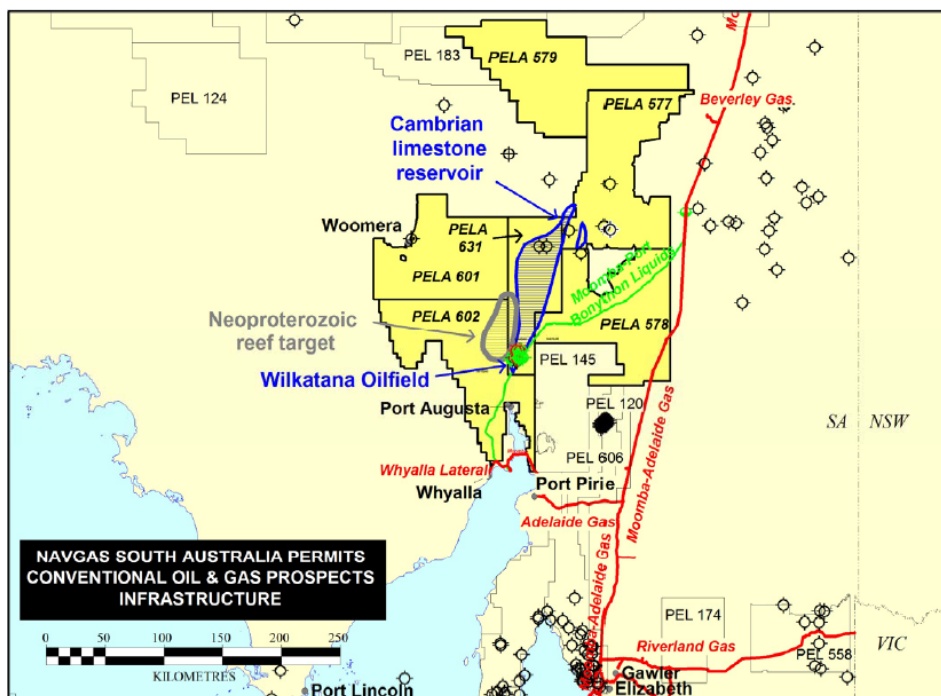 PEL 183
PELA 579
PEL 124
PELA 577
Beverley Gas
Cambrian
limestone
reservoir
Woomera
PELA
631
PELA 601
Moomba-Port
Bonython Liquids
PELA 602
PELA 578
Neoproterozoic
reef target
Wilkatana Oilfield
PEL 145
Port Augusta
PEL 120
SA
NSW
PEL 606
Whyalla Lateral
Whyalla
Port Pirie
Moomba-Adelaide Gas
Adelaide Gas
NAVGAS SOUTH AUSTRALIA PERMITS
CONVENTIONAL OIL & GAS PROSPECTS
INFRASTRUCTURE
0 50 100 150 200 250
KILOMETRES
PEL 174
Riverland Gas
VIC
PEL 558
Gawler
Elizabeth
Port Lincoln